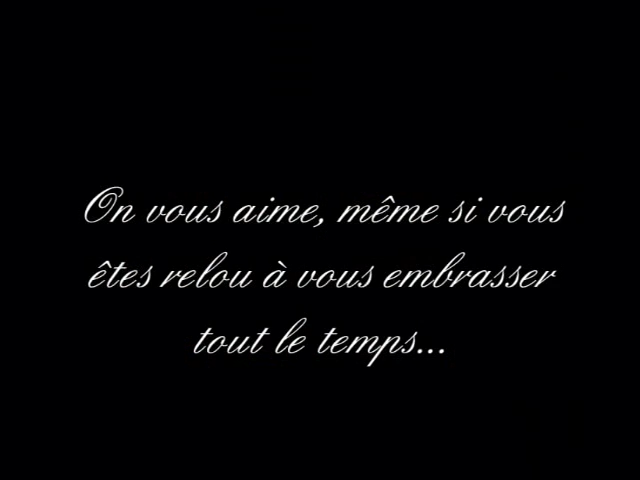 On vous aime, même si vous
êtes relou à vous embrasser
tout le temps...